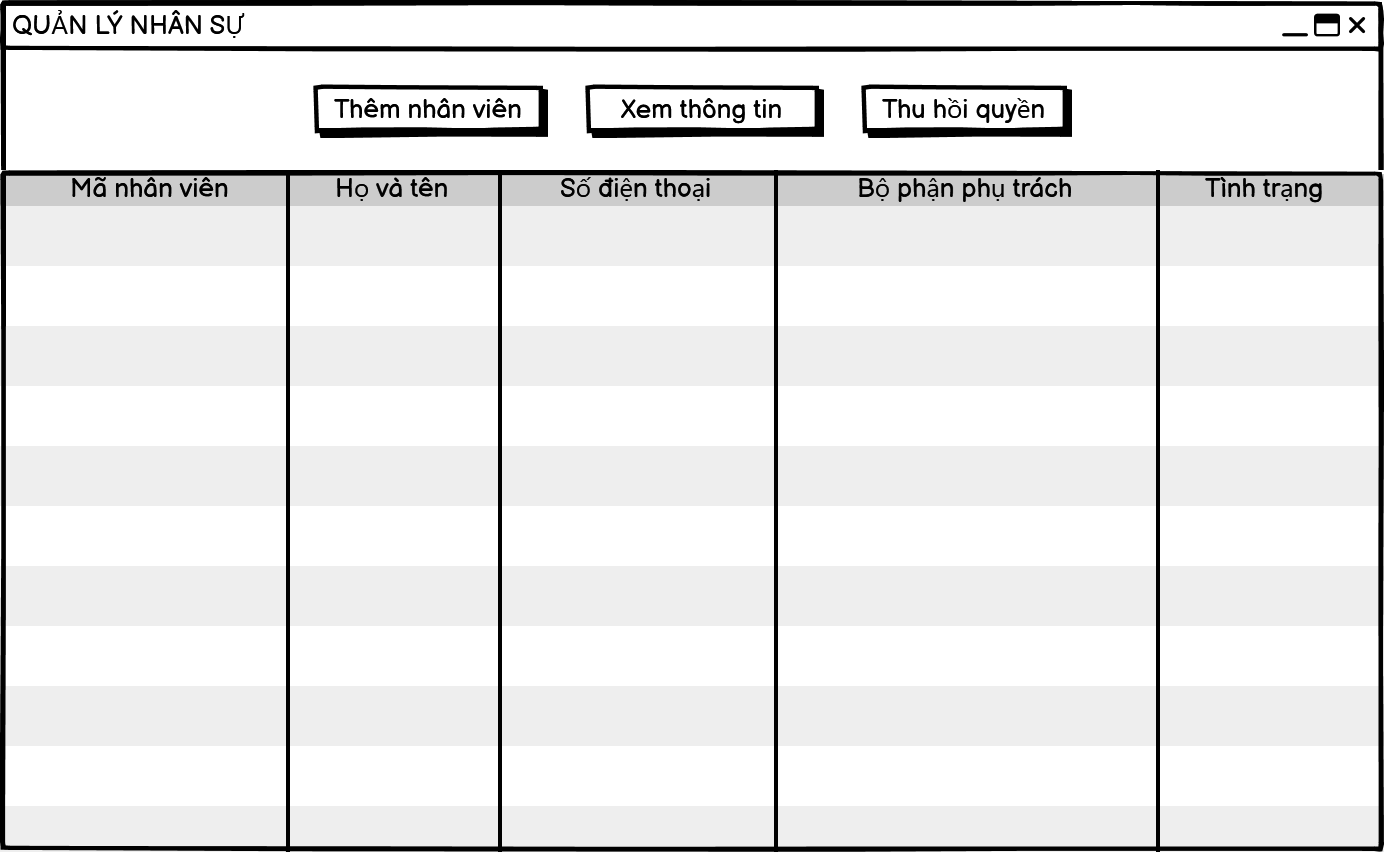 QUẢN LÝ NHÂN SỰ
Thêm nhân viên Xem thông tin Thu hồi quyền
Mã nhân viên Họ và tên Số điện thoại Bộ phận phụ trách Tình trạng